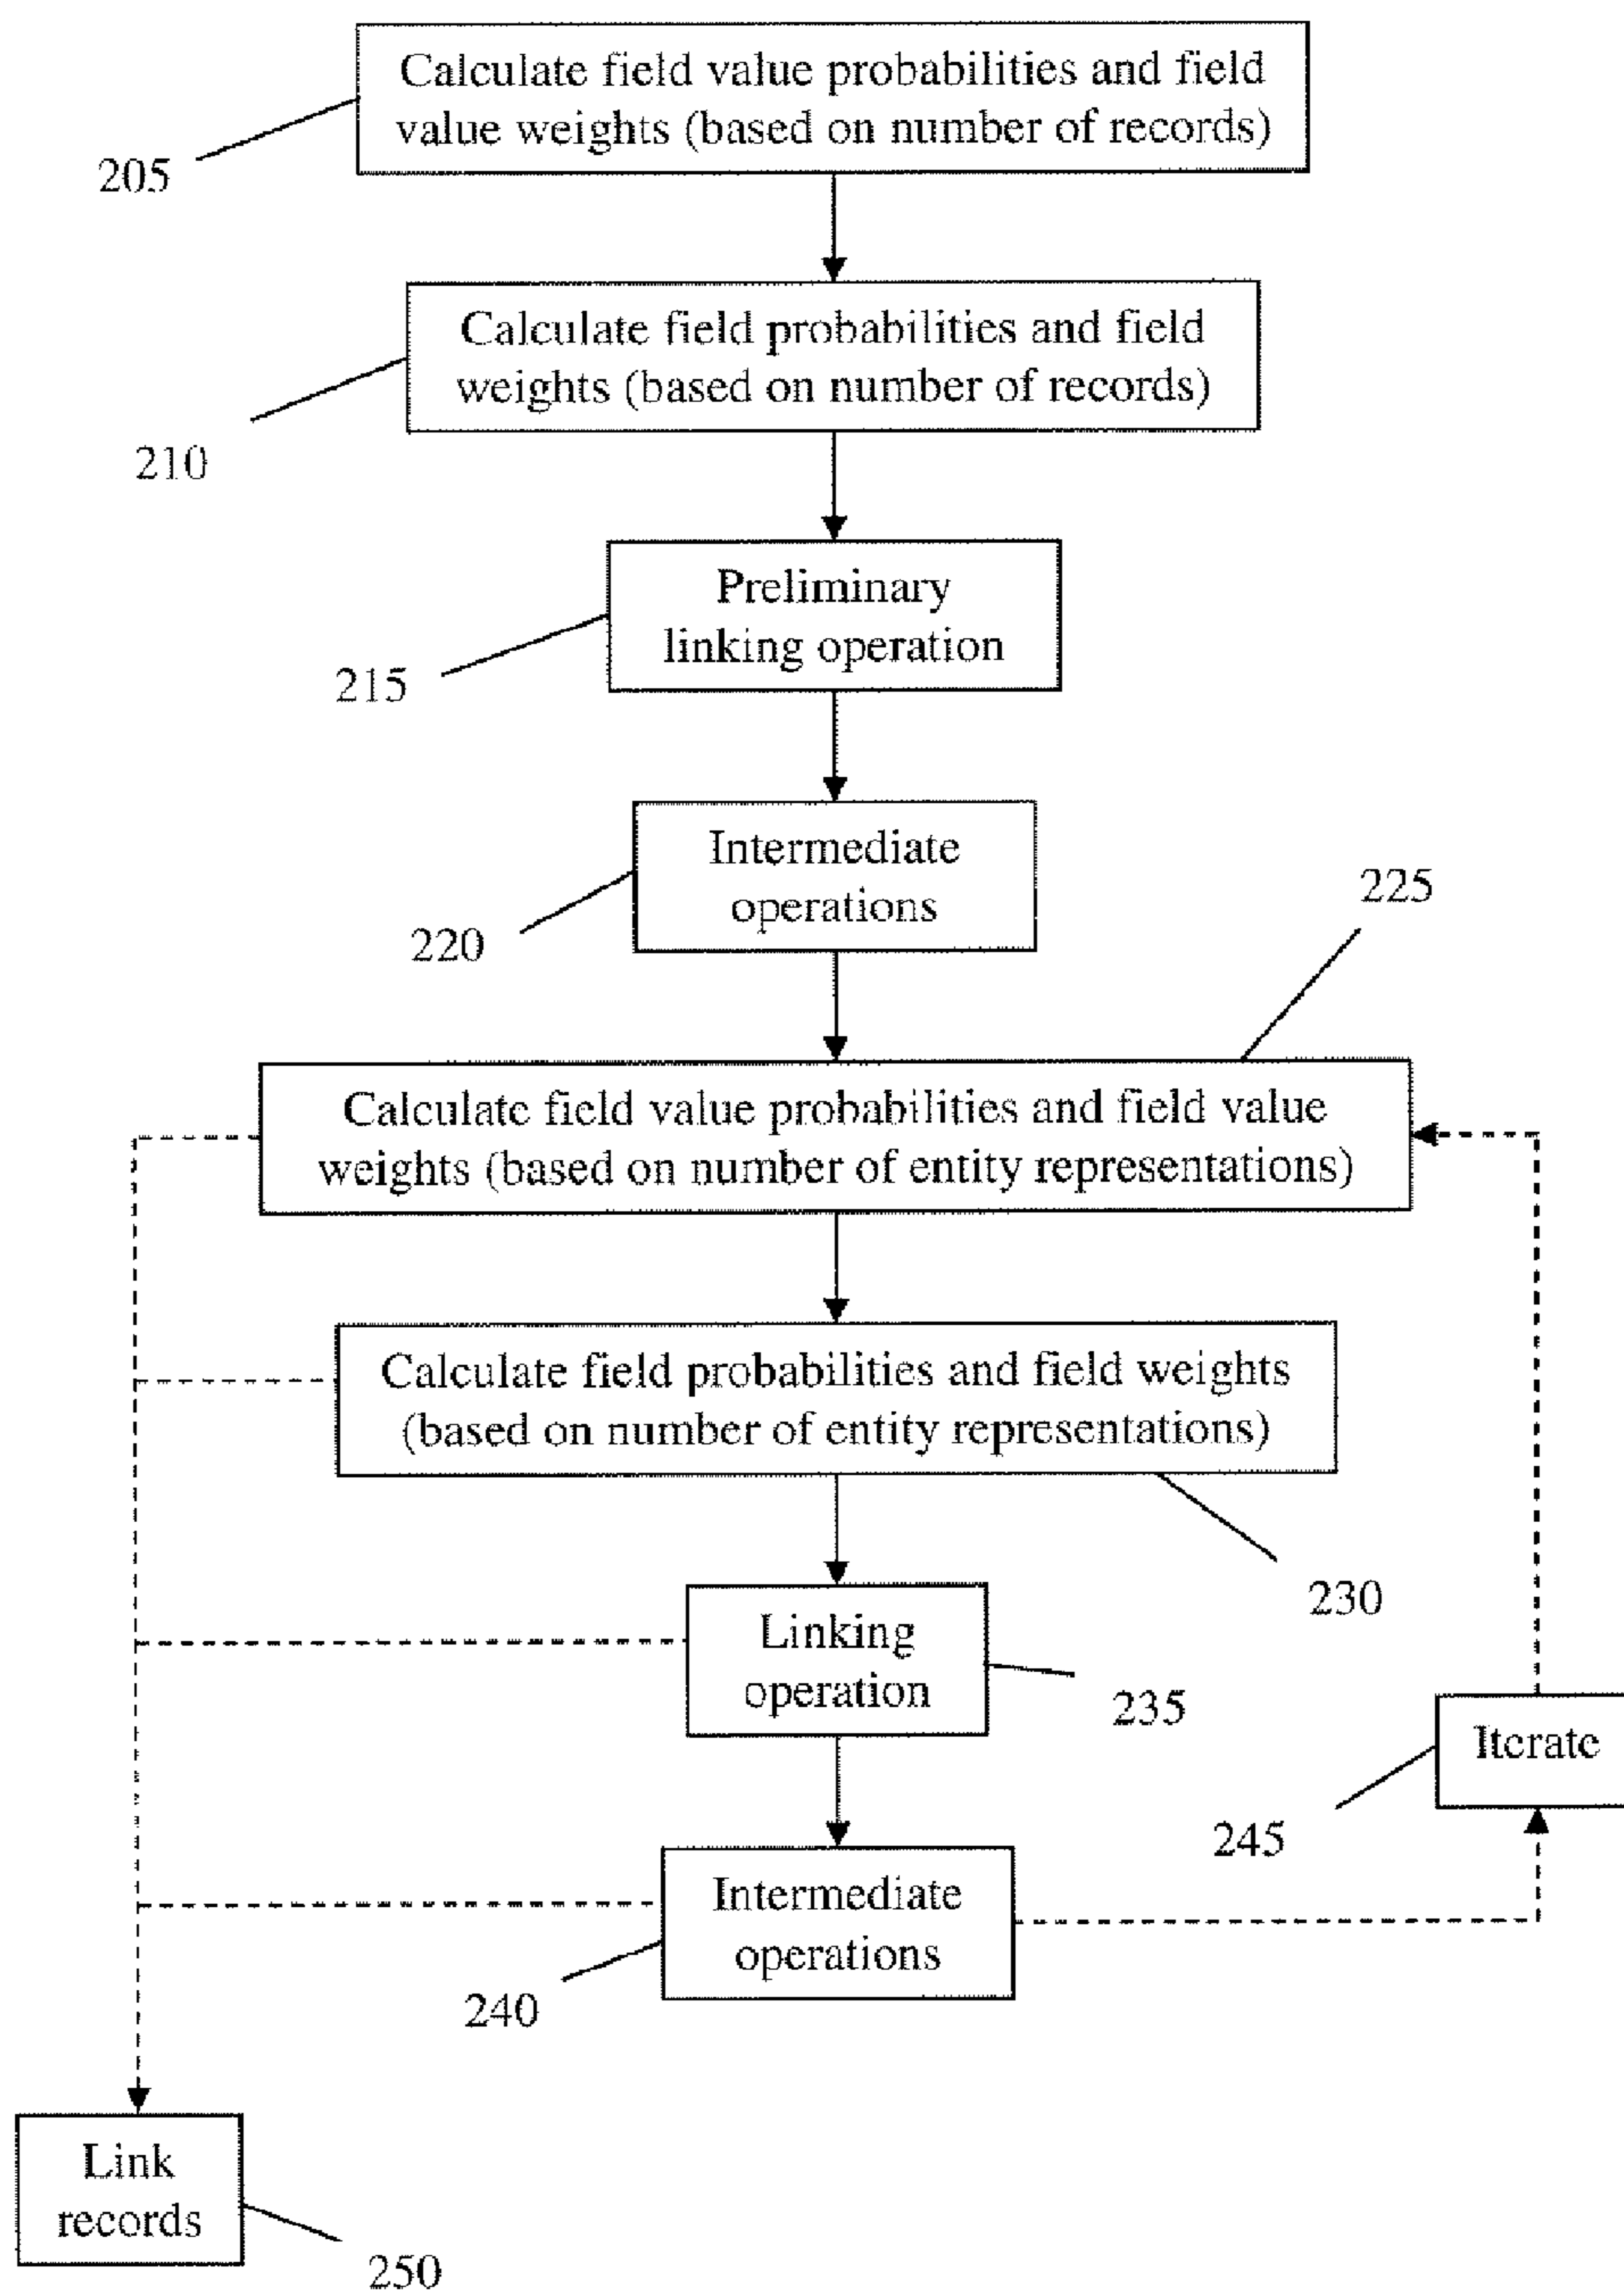 Calculate field value probabilities and field
value weights (based on number of records)
205
Calculate field probabilities and field
weights (based on number of records)
210
Preliminary
linking operation
215
Intermediate
operations
220
225
Calculate field value probabilities and field value
weights (based on number of entity representations)
Calculate field probabilities and field weights
(based on number of entity representations)
230
Linking
operation
235
Iterate
245
Intermediate
operations
240
Link
records
250